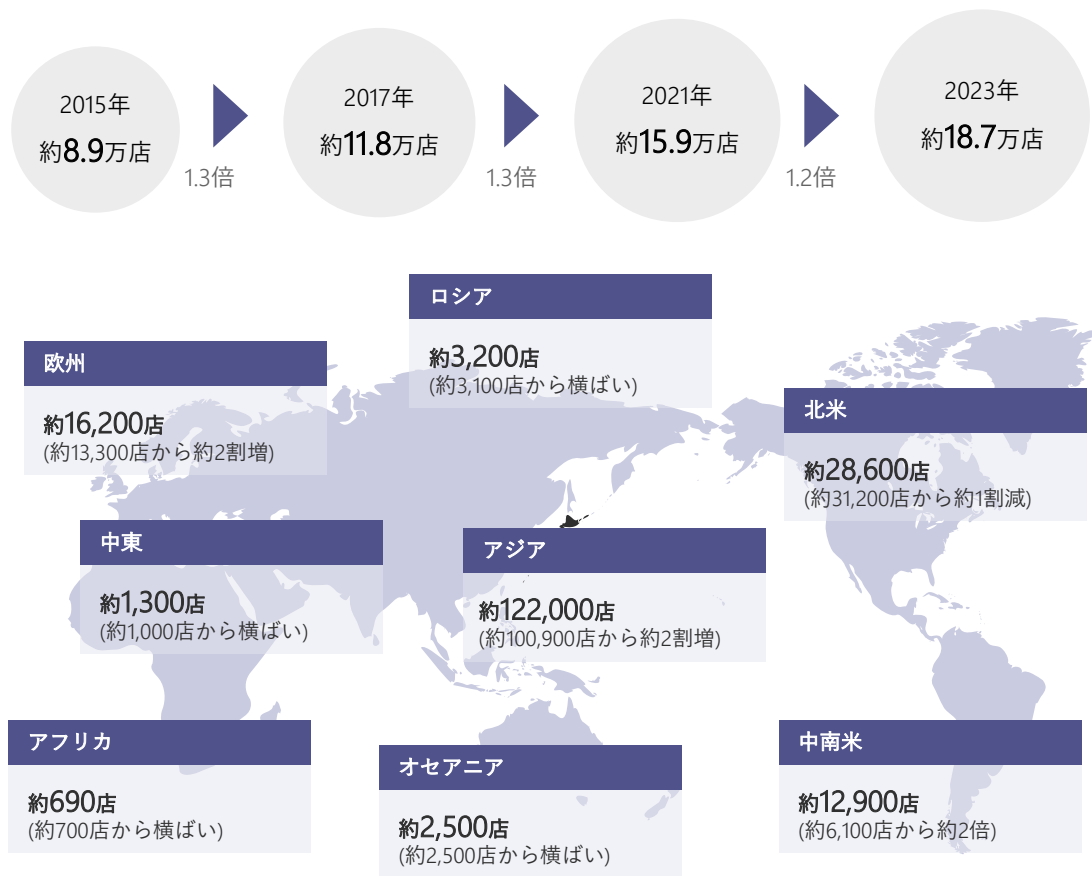 2015年
約8.9万店
1.3倍
2017年
約11.8万店
1.3倍
2021年
約15.9万店
1.2倍
2023年
約18.7万店
ロシア
約3,200店
(約3,100店から横ばい)
欧州
約16,200店
(約13,300店から約2割増)
北米
約28,600店
(約31,200店から約1割減)
中東
約1,300店
(約1,000店から横ばい)
アジア
約122,000店
(約100,900店から約2割増)
アフリカ
約690店
(約700店から横ばい)
オセアニア
約2,500店
(約2,500店から横ばい)
中南米
約12,900店
(約6,100店から約2倍)